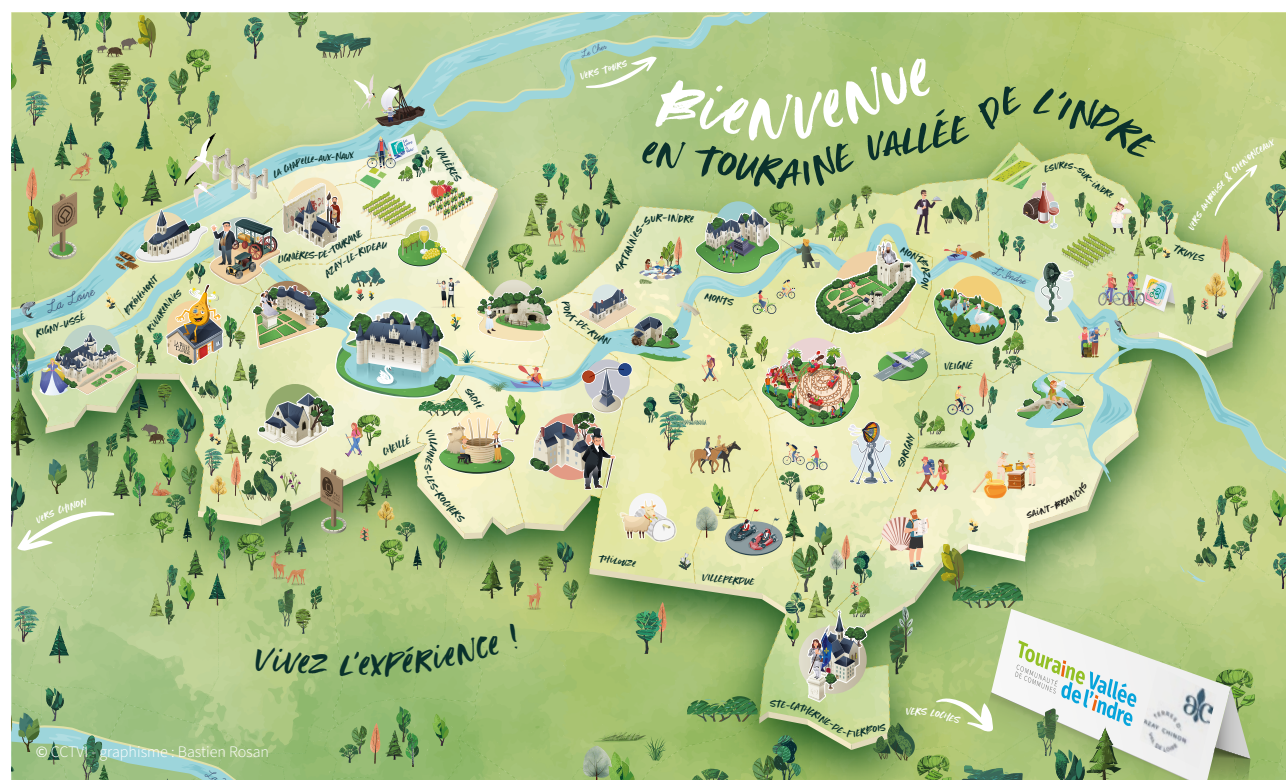 Le Cher
VERS TOURS
BIENVENUE
EN TOURAINE VALLÉE DE L'INDRE
VERS AMBOISE & CHENONCEAUX
LA CHAPELLE-AUX-NAUX
VALLÈRES
ESVRES-SUR-INDRE
TRUYES
ARTANNES-SUR-INDRE
LIGNIÈRES-DE-TOURAINE
AZAY-LE-RIDEAU
MONTBAZON
L'Indre
La Loire
BRÉHÉMONT
RIVARENNES
RIGNY-USSÉ
PONT-DE-RUAN
MONTS
VEIGNÉ
SACHÉ
CHEILLÉ
VILLAINES-LES-ROCHERS
SORIGNY
SAINT-BRANCHS
VERS CHINON
THILOUZE
VILLEPERDUE
VIVEZ L'EXPÉRIENCE !
STE-CATHERINE-DE-FIERBOIS
VERS LOCHES
Touraine Vallée
COMMUNAUTÉ
DE COMMUNES
de l'indre
a/c
© CCTVI - graphisme : Bastien Rosan